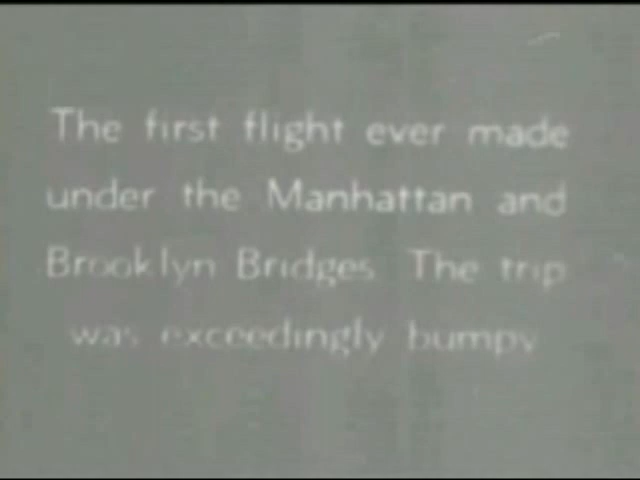 The first flight ever made
under the Manhattan and
Brooklyn Bridges The trip
was exceedingly bumpy